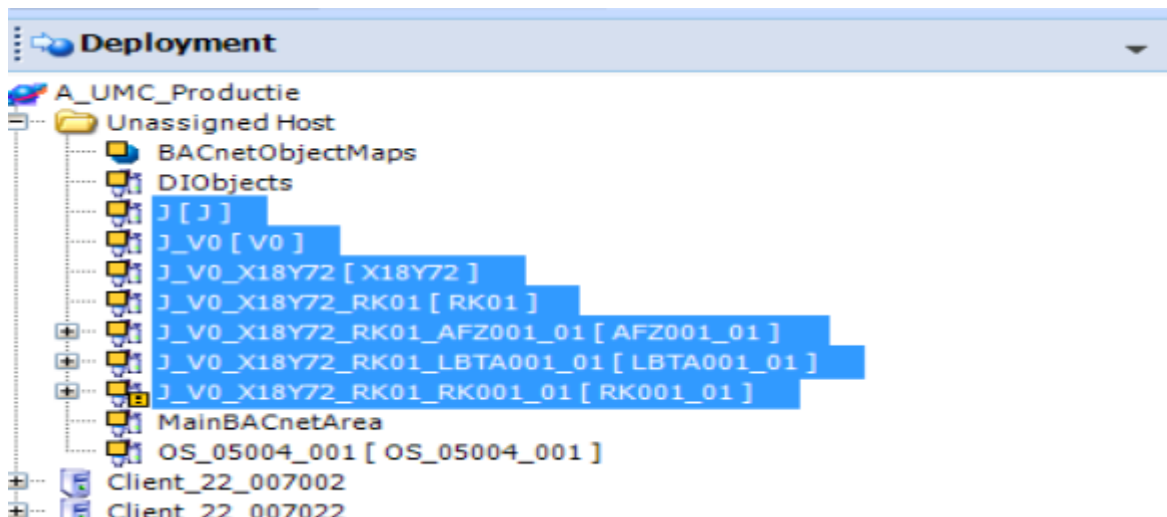 Deployment
A_UMC_Productie
Unassigned Host
BACnetObjectMaps
DIObjects
J [ J ]
J_V0 [ V0 ]
J_V0_X18Y72 [ X18Y72 ]
J_V0_X18Y72_RK01 [ RK01 ]
J_V0_X18Y72_RK01_AFZ001_01 [ AFZ001_01 ]
J_V0_X18Y72_RK01_LBTA001_01 [ LBTA001_01 ]
J_V0_X18Y72_RK01_RK001_01 [ RK001_01 ]
MainBACnetArea
OS_05004_001 [ OS_05004_001 ]
Client_22_007002
Client_22_007022